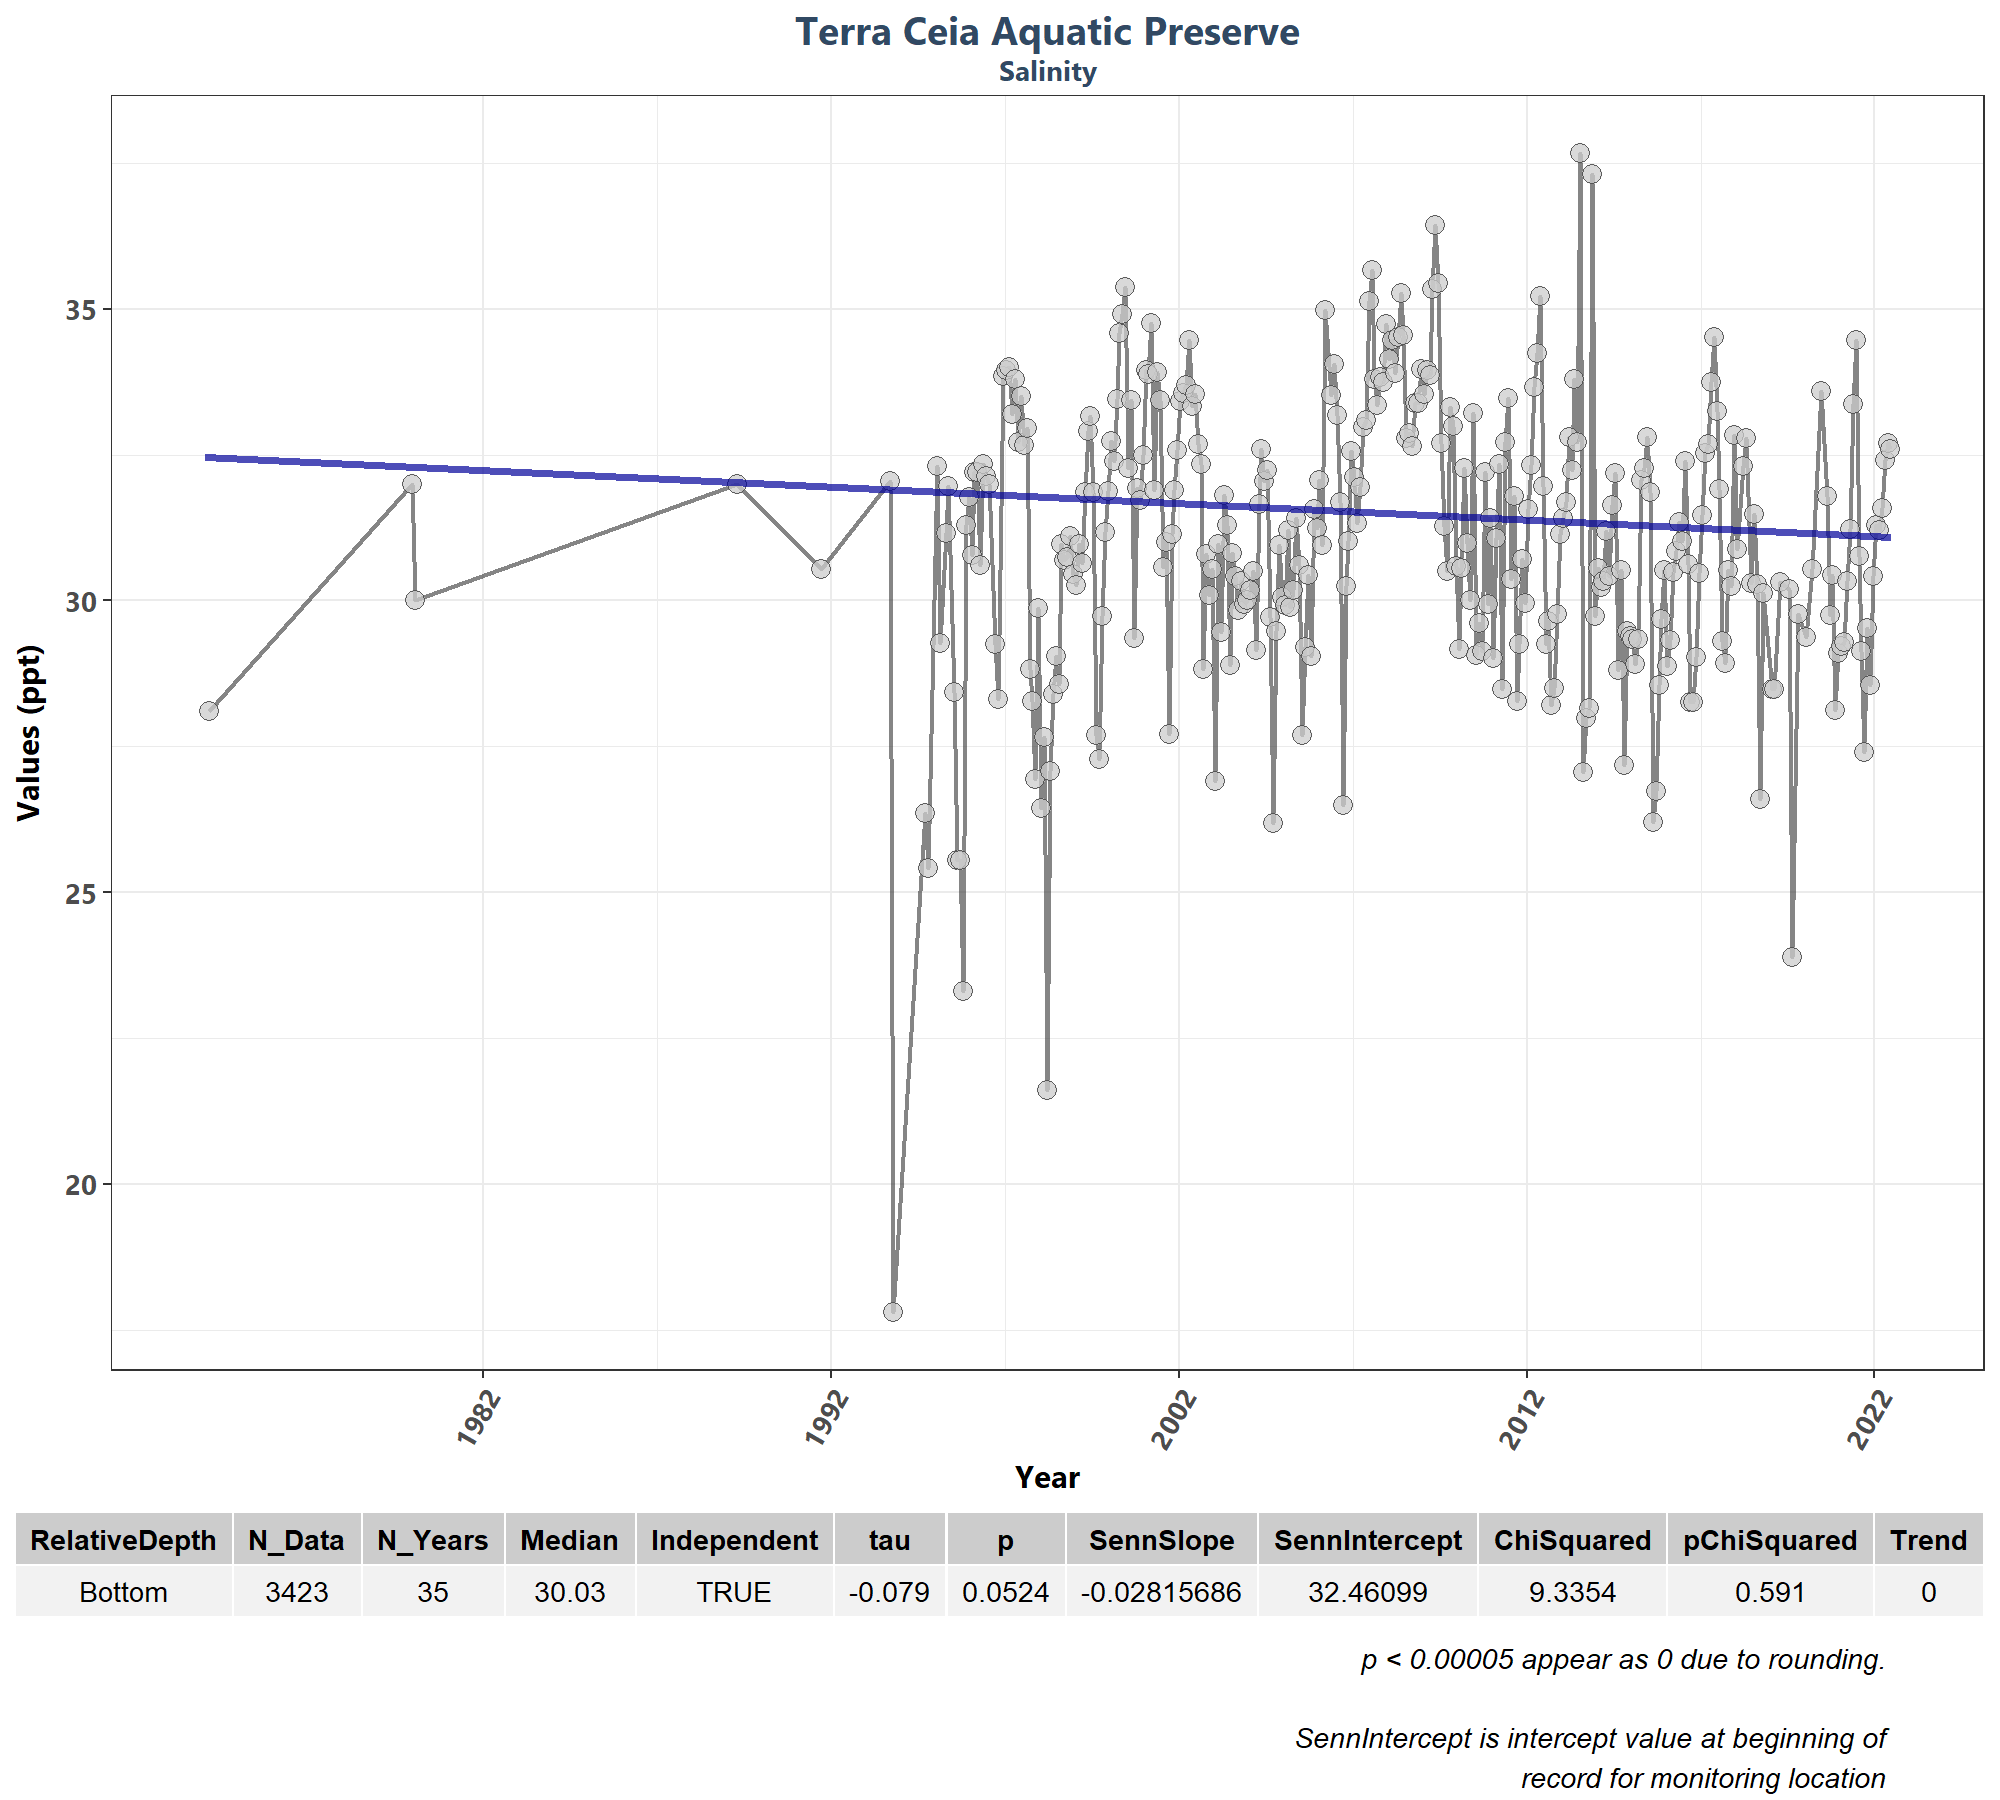 Terra Ceia Aquatic Preserve
Salinity
Values (ppt)
35
30
25
20
1982 1992 2002 2012 2022
Year
RelativeDepth N_Data N_Years Median Independent tau p SennSlope SennIntercept ChiSquared pChiSquared Trend
Bottom 3423 35 30.03 TRUE -0.079 0.0524 -0.02815686 32.46099 9.3354 0.591 0
p < 0.00005 appear as 0 due to rounding.
SennIntercept is intercept value at beginning of
record for monitoring location